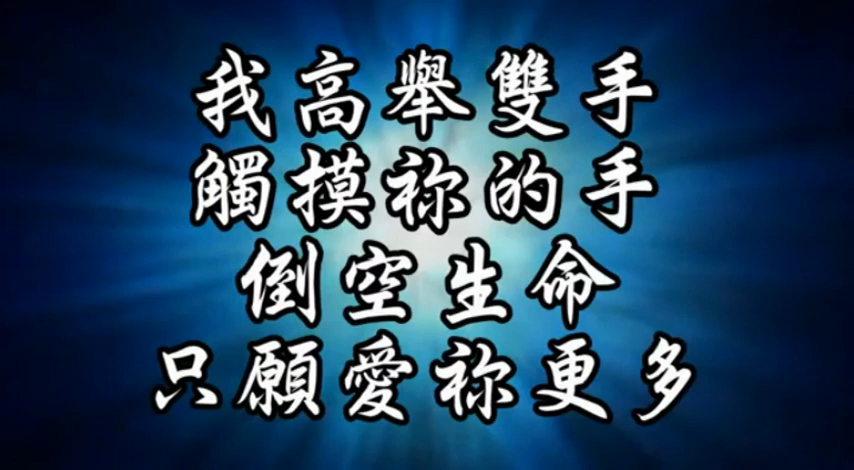 我高舉雙手
觸摸祢的手
倒空生命
只願愛祢更多